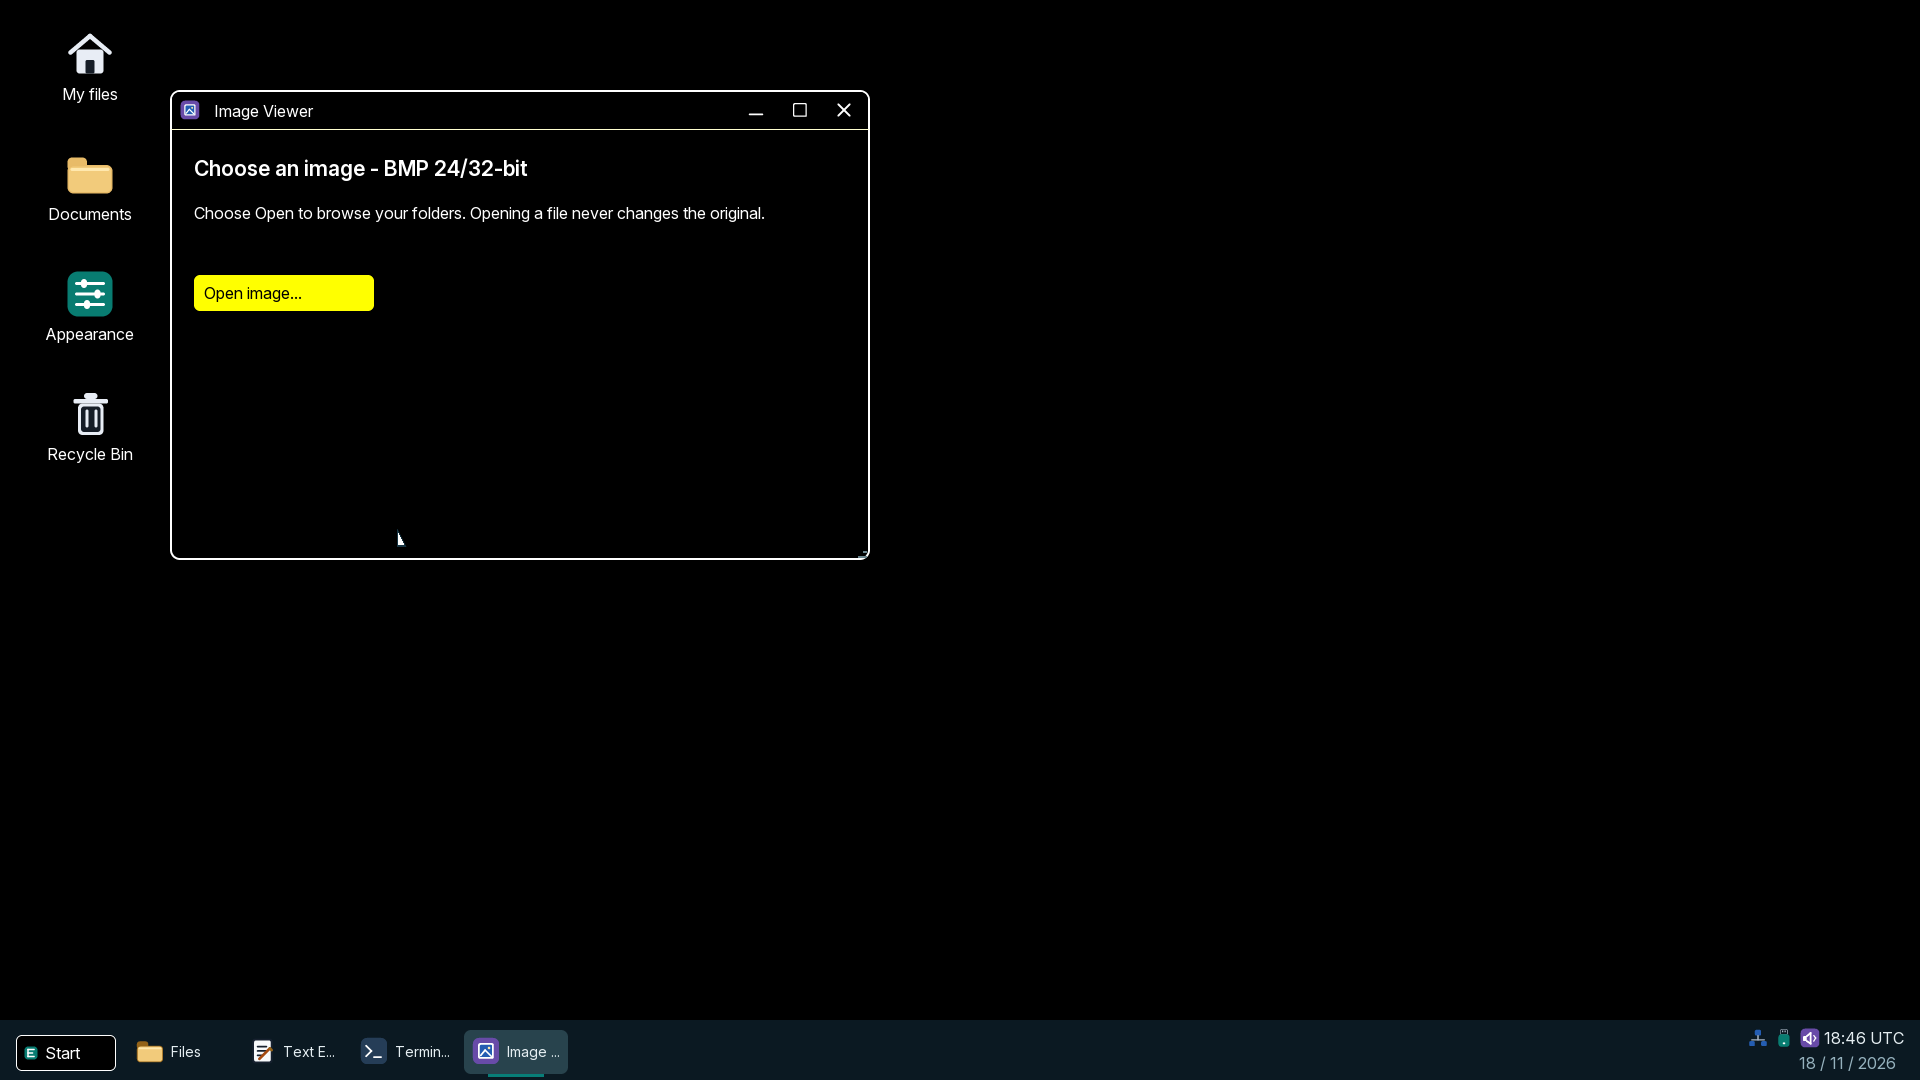 My files
Documents
Appearance
Recycle Bin
Image Viewer
Choose an image - BMP 24/32-bit
Choose Open to browse your folders. Opening a file never changes the original.
Open image...
Start
Files
Text E...
Termin...
Image ...
18:46 UTC
18 / 11 / 2026